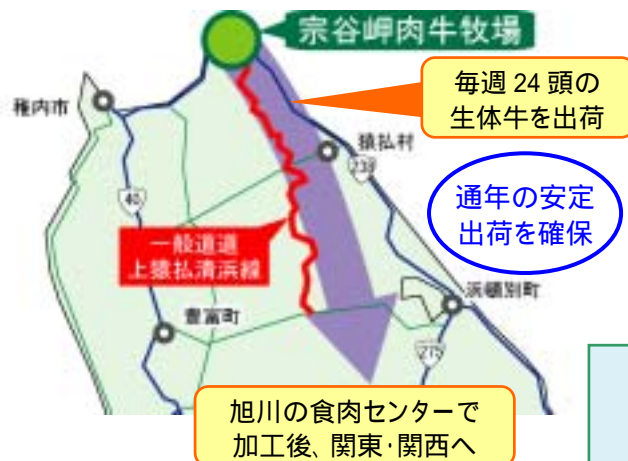 宗谷岬肉牛牧場
毎週24頭の
生体牛を出荷
稚内市
猿払村
238
40
通年の安定
出荷を確保
一般道道
上猿払清浜線
浜頓別町
豊富町
275
旭川の食肉センターで
加工後、関東・関西へ